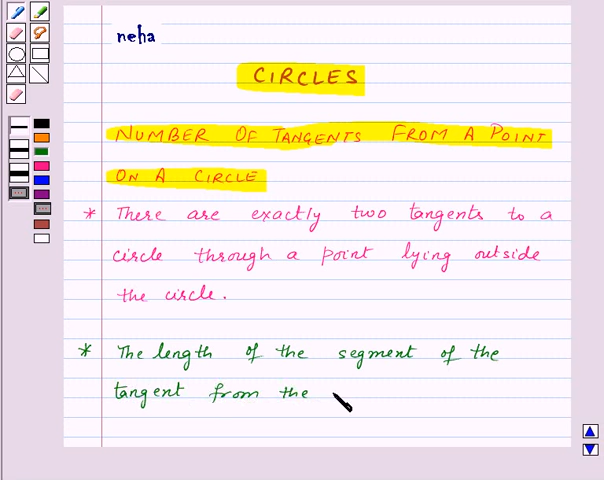 neha
CIRCLES
NUMBER OF TANGENTS FROM A POINT
ON A CIRCLE
* There are exactly two tangents to a
circle through a point lying outside
the circle.
* The length of the segment of the
tangent from the